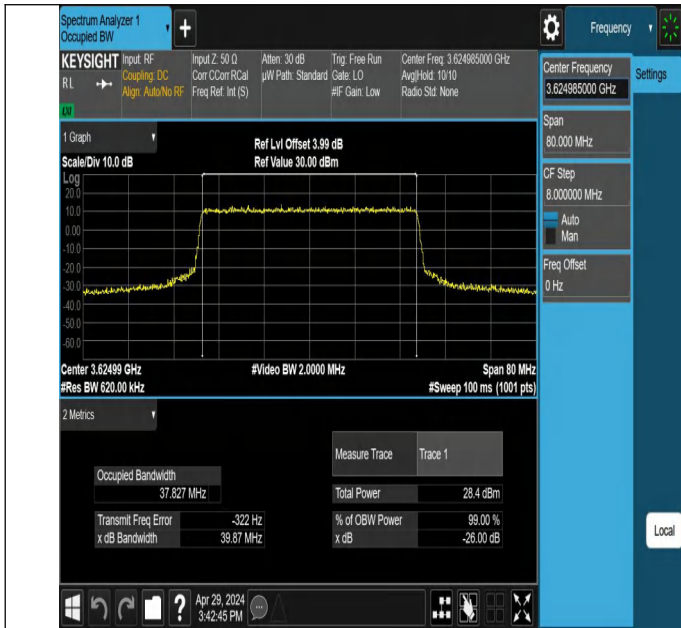 Spectrum Analyzer 1
Occupied BW
+
Frequency
KEYSIGHT
RL
LXI
Input: RF
Coupling: DC
Align: Auto/No RF
Input Z: 50 Ω
Corr CCorr RCal
Freq Ref: Int (S)
Atten: 30 dB
µW Path: Standard
Trig: Free Run
Gate: LO
#IF Gain: Low
Center Freq: 3.624985000 GHz
Avg|Hold: 10/10
Radio Std: None
Center Frequency
3.624985000 GHz
Settings
Span
80.000 MHz
CF Step
8.000000 MHz
Auto
Man
Freq Offset
0 Hz
1 Graph
Scale/Div 10.0 dB
Ref Lvl Offset 3.99 dB
Ref Value 30.00 dBm
Log
20.0
10.0
0.00
-10.0
-20.0
-30.0
-40.0
-50.0
-60.0
Center 3.62499 GHz
#Res BW 620.00 kHz
#Video BW 2.0000 MHz
Span 80 MHz
#Sweep 100 ms (1001 pts)
2 Metrics
Occupied Bandwidth
37.827 MHz
Transmit Freq Error -322 Hz
x dB Bandwidth 39.87 MHz
Measure Trace Trace 1
Total Power 28.4 dBm
% of OBW Power 99.00 %
x dB -26.00 dB
Local
?
Apr 29, 2024
3:42:45 PM